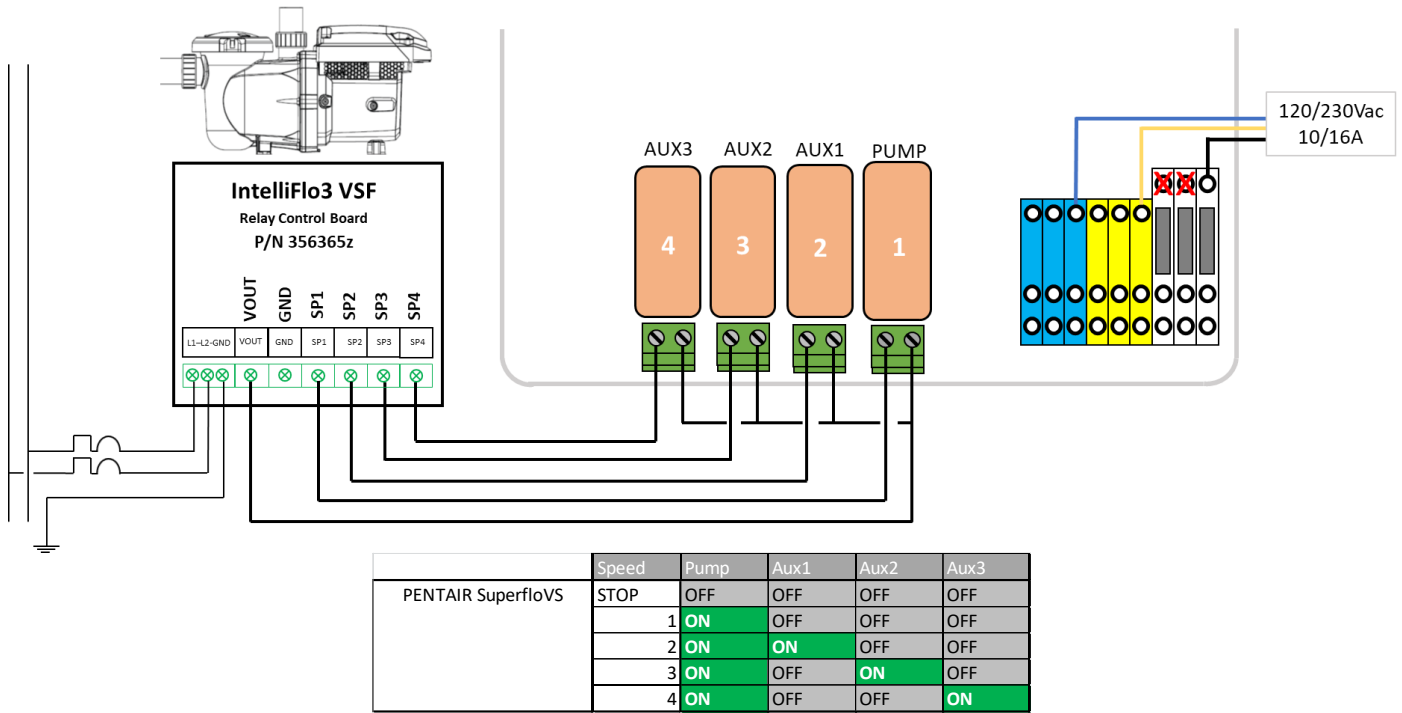 120/230Vac
10/16A
AUX3 AUX2 AUX1 PUMP
4 3 2 1
IntelliFlo3 VSF
Relay Control Board
P/N 356365z
VOUT GND SP1 SP2 SP3 SP4
L1–L2-GND VOUT GND SP1 SP2 SP3 SP4
Speed Pump Aux1 Aux2 Aux3
PENTAIR SuperfloVS STOP OFF OFF OFF OFF
1 ON OFF OFF OFF
2 ON ON OFF OFF
3 ON OFF ON OFF
4 ON OFF OFF ON